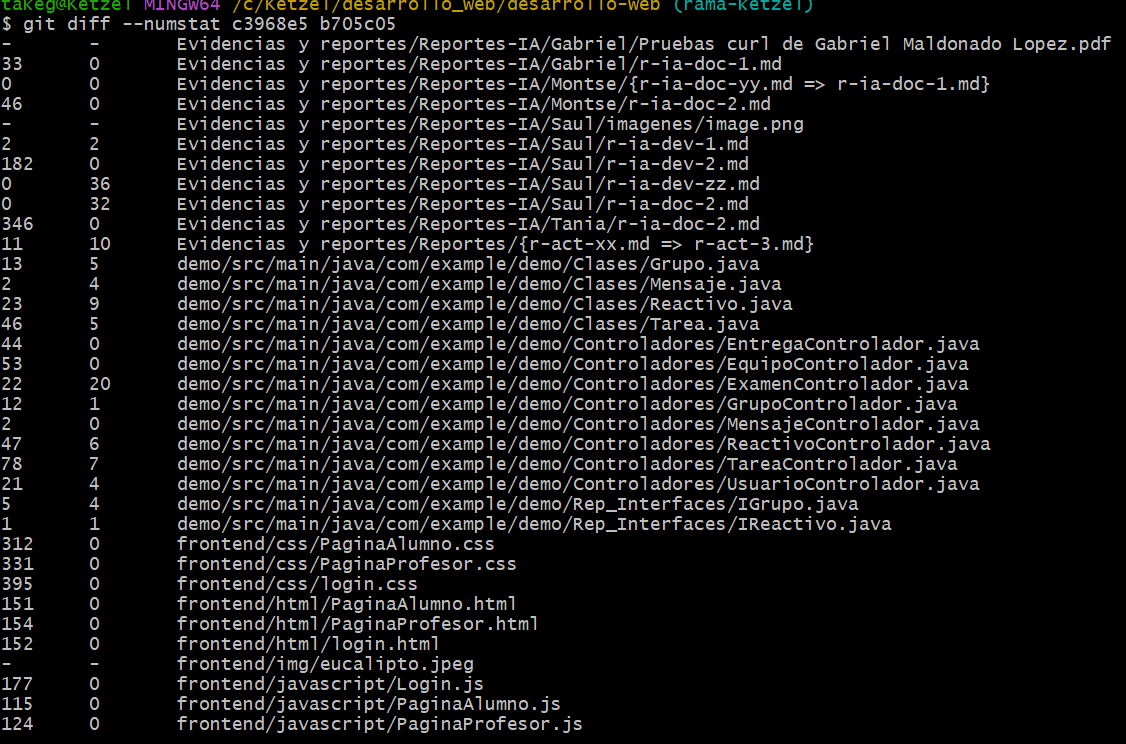 takeg@Ketzel MINGW64 /c/Ketzel/desarrollo_web/desarrollo-web (rama-ketzel)
$ git diff --numstat c3968e5 b705c05
-       -       Evidencias y reportes/Reportes-IA/Gabriel/Pruebas curl de Gabriel Maldonado Lopez.pdf
33      0       Evidencias y reportes/Reportes-IA/Gabriel/r-ia-doc-1.md
0       0       Evidencias y reportes/Reportes-IA/Montse/{r-ia-doc-yy.md => r-ia-doc-1.md}
46      0       Evidencias y reportes/Reportes-IA/Montse/r-ia-doc-2.md
-       -       Evidencias y reportes/Reportes-IA/Saul/imagenes/image.png
2       2       Evidencias y reportes/Reportes-IA/Saul/r-ia-dev-1.md
182     0       Evidencias y reportes/Reportes-IA/Saul/r-ia-dev-2.md
0       36      Evidencias y reportes/Reportes-IA/Saul/r-ia-dev-zz.md
0       32      Evidencias y reportes/Reportes-IA/Saul/r-ia-doc-2.md
346     0       Evidencias y reportes/Reportes-IA/Tania/r-ia-doc-2.md
11      10      Evidencias y reportes/Reportes/{r-act-xx.md => r-act-3.md}
13      5       demo/src/main/java/com/example/demo/Clases/Grupo.java
2       4       demo/src/main/java/com/example/demo/Clases/Mensaje.java
23      9       demo/src/main/java/com/example/demo/Clases/Reactivo.java
46      5       demo/src/main/java/com/example/demo/Clases/Tarea.java
44      0       demo/src/main/java/com/example/demo/Controladores/EntregaControlador.java
53      0       demo/src/main/java/com/example/demo/Controladores/EquipoControlador.java
22      20      demo/src/main/java/com/example/demo/Controladores/ExamenControlador.java
12      1       demo/src/main/java/com/example/demo/Controladores/GrupoControlador.java
2       0       demo/src/main/java/com/example/demo/Controladores/MensajeControlador.java
47      6       demo/src/main/java/com/example/demo/Controladores/ReactivoControlador.java
78      7       demo/src/main/java/com/example/demo/Controladores/TareaControlador.java
21      4       demo/src/main/java/com/example/demo/Controladores/UsuarioControlador.java
5       4       demo/src/main/java/com/example/demo/Rep_Interfaces/IGrupo.java
1       1       demo/src/main/java/com/example/demo/Rep_Interfaces/IReactivo.java
312     0       frontend/css/PaginaAlumno.css
331     0       frontend/css/PaginaProfesor.css
395     0       frontend/css/login.css
151     0       frontend/html/PaginaAlumno.html
154     0       frontend/html/PaginaProfesor.html
152     0       frontend/html/login.html
-       -       frontend/img/eucalipto.jpeg
177     0       frontend/javascript/Login.js
115     0       frontend/javascript/PaginaAlumno.js
124     0       frontend/javascript/PaginaProfesor.js